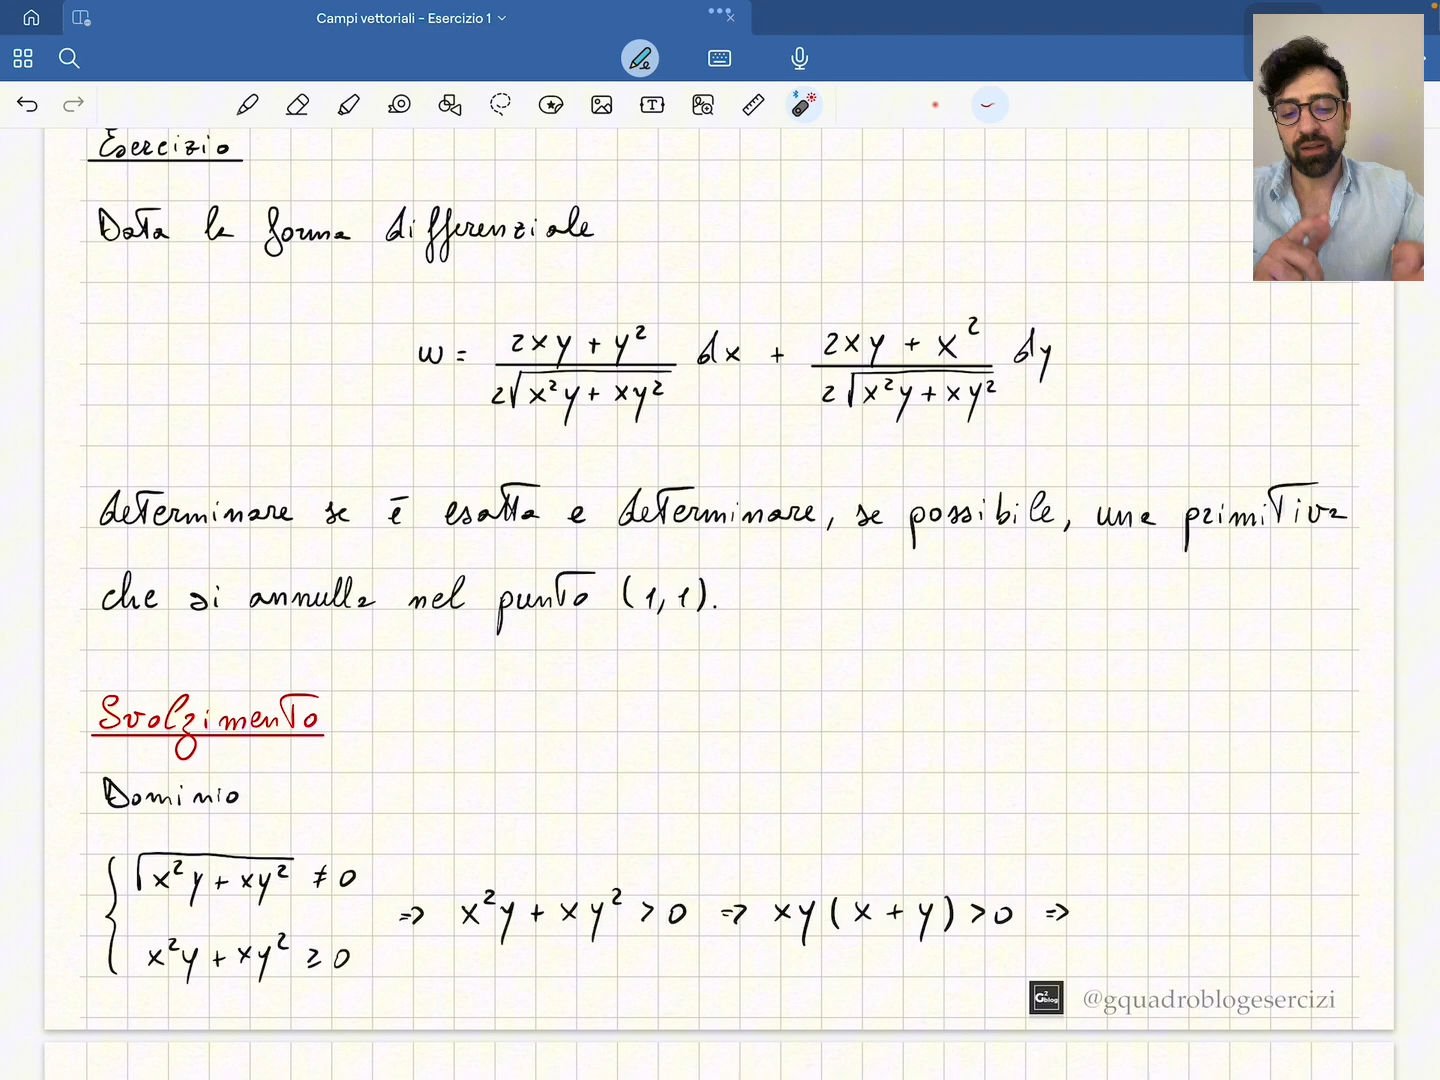 Campi vettoriali - Esercizio 1
Esercizio
Data la forma differenziale
w = (2xy + y²) / (2√(x²y + xy²)) dx + (2xy + x²) / (2√(x²y + xy²)) dy
determinare se è esatta e determinare, se possibile, una primitiva
che si annulla nel punto (1,1).
Svolgimento
Dominio
{ √(x²y + xy²) ≠ 0
x²y + xy² ≥ 0
⇒ x²y + xy² > 0 ⇒ xy(x + y) > 0 ⇒
G²blog @gquadroblogesercizi